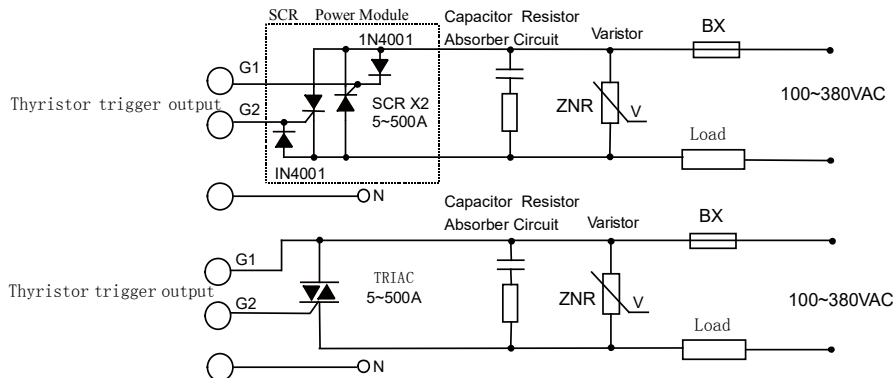 SCR Power Module
Capacitor Resistor
Absorber Circuit
Varistor
BX
1N4001
G1
Thyristor trigger output
G2
SCR X2
5~500A
ZNR
V
100~380VAC
Load
IN4001
N
Capacitor Resistor
Absorber Circuit
Varistor
BX
G1
Thyristor trigger output
G2
TRIAC
5~500A
ZNR
V
100~380VAC
Load
N